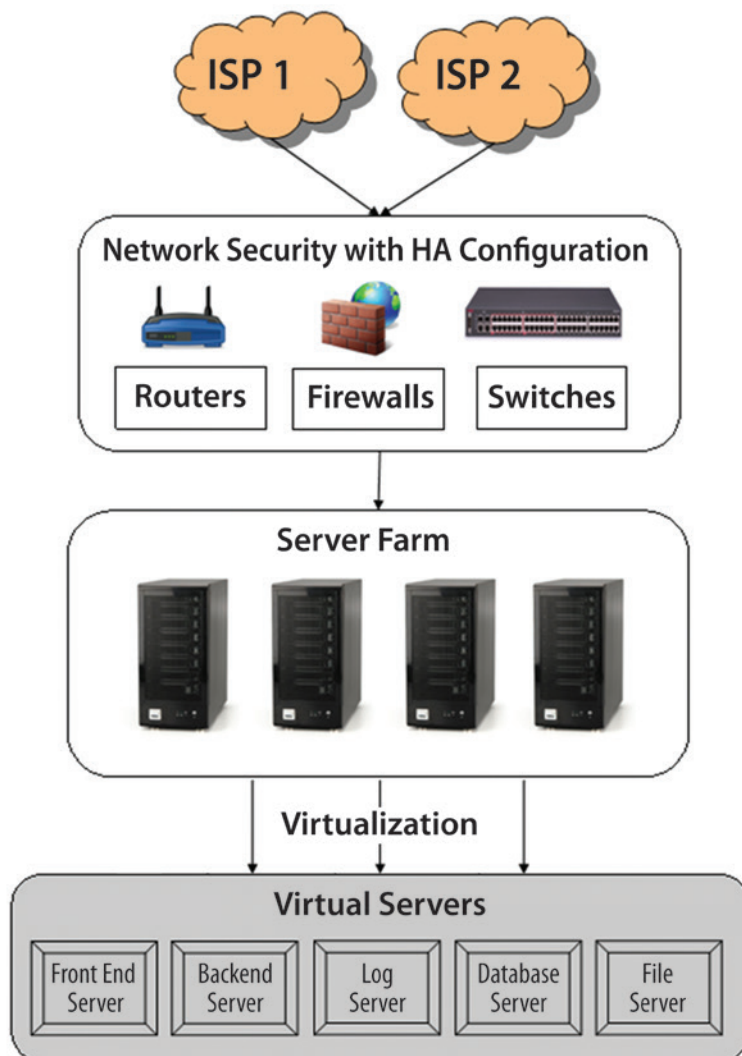 ISP 1
ISP 2
Network Security with HA Configuration
Routers
Firewalls
Switches
Server Farm
Virtualization
Virtual Servers
Front End
Server
Backend
Server
Log
Server
Database
Server
File
Server